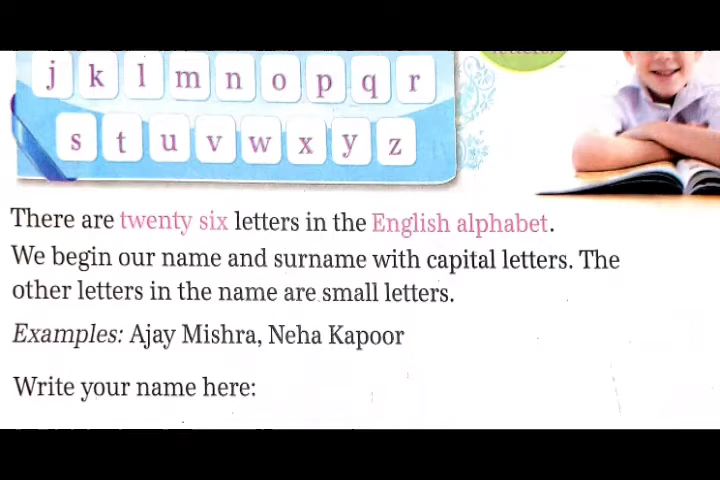 letters.
j k l m n o p q r
s t u v w x y z
There are twenty six letters in the English alphabet.
We begin our name and surname with capital letters. The
other letters in the name are small letters.
Examples: Ajay Mishra, Neha Kapoor
Write your name here: